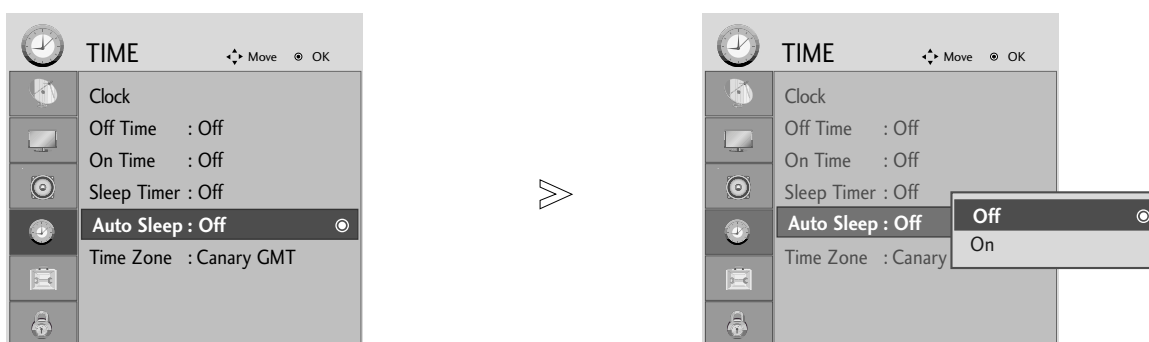 TIME
Move OK
Clock
Off Time : Off
On Time : Off
Sleep Timer : Off
Auto Sleep : Off
Time Zone : Canary GMT
TIME
Move OK
Clock
Off Time : Off
On Time : Off
Sleep Timer : Off
Auto Sleep : Off
Time Zone : Canary
Off
On